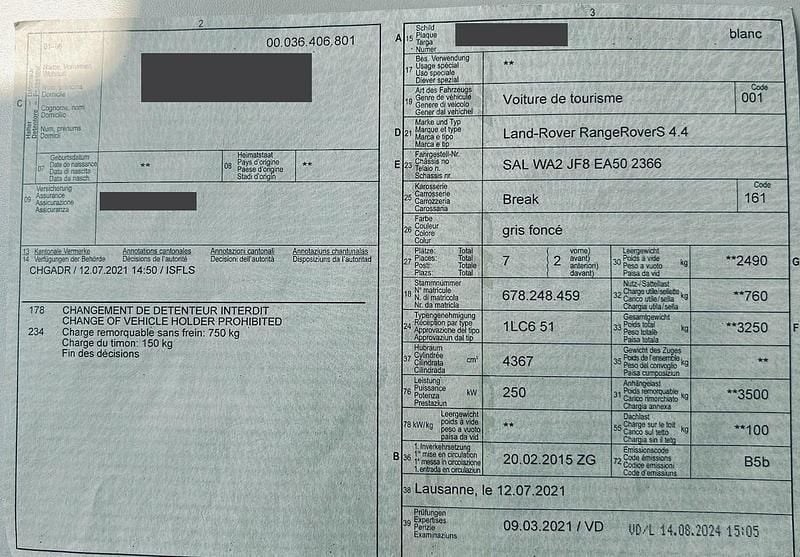 2
00.036.406.801
01-06
Name, Vornamen
Wohnort
Domicile
Cognome, nomi
Domicilio
Num, prenums
Domicil
C
Halter
Détenteur
07
Geburtsdatum
Date de naissance
Data di nascita
Data da nasch.
**
08
Heimatstaat
Pays d'origine
Paese d'origine
Stadi d'origin
**
09
Versicherung
Assurance
Assicurazione
Assicuranza
13 Kantonale Vermerke Annotations cantonales Annotazioni cantonali Annotaziuns chantunalas
14 Verfügungen der Behörde Décisions de l'autorité Decisioni dell'autorità Disposiziuns da l'autoritad
CHGADR / 12.07.2021 14:50 / ISFLS
178 CHANGEMENT DE DETENTEUR INTERDIT
CHANGE OF VEHICLE HOLDER PROHIBITED
234 Charge remorquable sans frein: 750 kg
Charge du timon: 150 kg
Fin des décisions
3
A
15
Schild
Plaque
Targa
Numer
blanc
17
Bes. Verwendung
Usage spécial
Uso speciale
Diever spezial
**
19
Art des Fahrzeugs
Genre de véhicule
Genere di veicolo
Gener dal vehichel
Voiture de tourisme
Code
001
D
21
Marke und Typ
Marque et type
Marca e tipo
Marca e tip
Land-Rover RangeRoverS 4.4
E
23
Fahrgestell-Nr.
Châssis no
Telaio n.
Schassis nr.
SAL WA2 JF8 EA50 2366
25
Karosserie
Carrosserie
Carrozzeria
Carossaria
Break
Code
161
26
Farbe
Couleur
Colore
Colur
gris foncé
27
Plätze: Total
Places: Total
Posti: Totale
Plazs: Total
7
2
vorne)
avant)
anteriori)
davant)
30
Leergewicht
Poids à vide
Peso a vuoto
Paisa da vid
kg
**2490
G
18
Stammnummer
N° matricule
N. di matricola
Nr. da matricla
678.248.459
32
Nutz-/Sattellast
Charge utile/sellette
Carico utile/sella
Chargia utila/sella
kg
**760
24
Typengenehmigung
Réception par type
Approvazione del tipo
Approvaziun dal tip
1LC6 51
33
Gesamtgewicht
Poids total
Peso totale
Paisa totala
kg
**3250
F
37
Hubraum
Cylindrée
Cilindrata
Cilindrada
cm³
4367
35
Gewicht des Zuges
Poids de l'ensemble
Peso del convoglio
Paisa cumposiziun
kg
**
76
Leistung
Puissance
Potenza
Prestaziun
kW
250
31
Anhängelast
Poids remorquable
Carico rimorchiato
Chargia annexa
kg
**3500
78 kW/kg
Leergewicht
poids à vide
peso a vuoto
paisa da vid
**
55
Dachlast
Charge sur le toit
Carico sul tetto
Chargia sin il tetg
kg
**100
B
36
1. Inverkehrsetzung
1re mise en circulation
1a messa in circolazione
1. entrada en circulaziun
20.02.2015 ZG
72
Emissionscode
Code émissions
Codice emissioni
Code d'emissiuns
B5b
38 Lausanne, le 12.07.2021
39
Prüfungen
Expertises
Perizie
Examinaziuns
09.03.2021 / VD
VD/L 14.08.2024 15:05